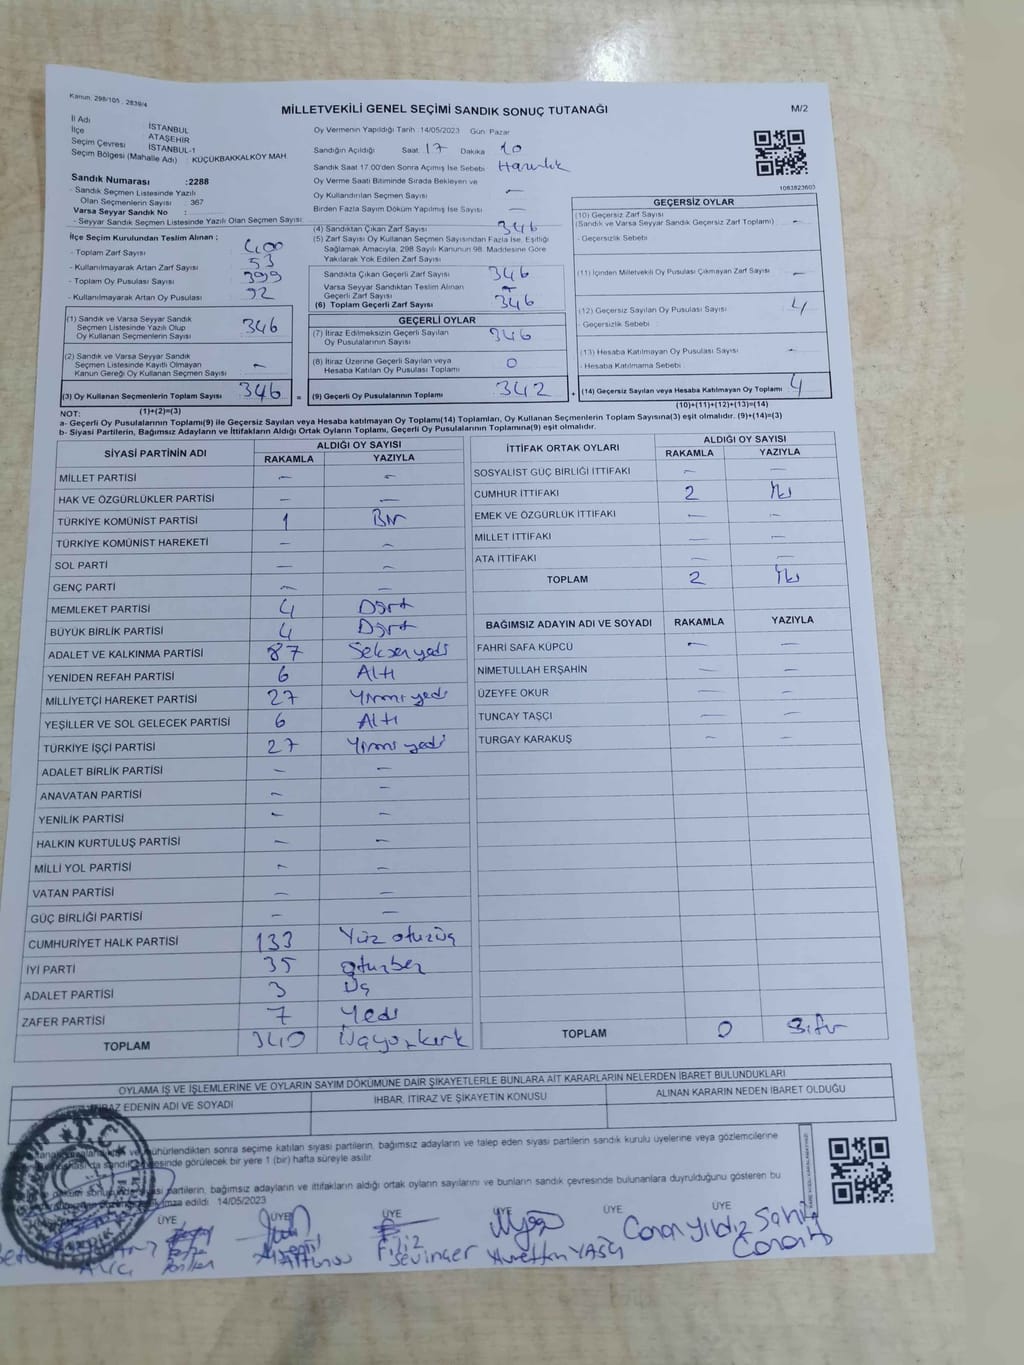 Kanun: 298/105 , 2839/4
MİLLETVEKİLİ GENEL SEÇİMİ SANDIK SONUÇ TUTANAĞI
M/2
İl Adı İSTANBUL
İlçe ATAŞEHİR
Seçim Çevresi İSTANBUL-1
Seçim Bölgesi (Mahalle Adı) : KÜÇÜKBAKKALKÖY MAH
Oy Vermenin Yapıldığı Tarih :14/05/2023 Gün: Pazar
Sandığın Açıldığı Saat 17 Dakika 10
Sandık Saat 17.00'den Sonra Açılmış İse Sebebi Hazırlık
Oy Verme Saati Bitiminde Sırada Bekleyen ve
Oy Kullandırılan Seçmen Sayısı —
Birden Fazla Sayım Döküm Yapılmış İse Sayısı —
1083823603
Sandık Numarası :2288
- Sandık Seçmen Listesinde Yazılı
Olan Seçmenlerin Sayısı : 367
Varsa Seyyar Sandık No :
- Seyyar Sandık Seçmen Listesinde Yazılı Olan Seçmen Sayısı:
İlçe Seçim Kurulundan Teslim Alınan :
- Toplam Zarf Sayısı 400
- Kullanılmayarak Artan Zarf Sayısı 53
- Toplam Oy Pusulası Sayısı 399
- Kullanılmayarak Artan Oy Pusulası
(1) Sandık ve Varsa Seyyar Sandık
Seçmen Listesinde Yazılı Olup
Oy Kullanan Seçmenlerin Sayısı 346
(2) Sandık ve Varsa Seyyar Sandık
Seçmen Listesinde Kayıtlı Olmayan
Kanun Gereği Oy Kullanan Seçmen Sayısı —
(3) Oy Kullanan Seçmenlerin Toplam Sayısı 346 =
(1)+(2)=(3)
(4) Sandıktan Çıkan Zarf Sayısı 346
(5) Zarf Sayısı Oy Kullanan Seçmen Sayısından Fazla İse, Eşitliği
Sağlamak Amacıyla, 298 Sayılı Kanunun 98. Maddesine Göre
Yakılarak Yok Edilen Zarf Sayısı
Sandıkta Çıkan Geçerli Zarf Sayısı 346
Varsa Seyyar Sandıktan Teslim Alınan
Geçerli Zarf Sayısı
(6) Toplam Geçerli Zarf Sayısı 346
GEÇERLİ OYLAR
(7) İtiraz Edilmeksizin Geçerli Sayılan
Oy Pusulalarının Sayısı 346
(8) İtiraz Üzerine Geçerli Sayılan veya
Hesaba Katılan Oy Pusulası Toplamı 0
(9) Geçerli Oy Pusulalarının Toplamı 342 +
GEÇERSİZ OYLAR
(10) Geçersiz Zarf Sayısı
(Sandık ve Varsa Seyyar Sandık Geçersiz Zarf Toplamı) —
- Geçersizlik Sebebi
(11) İçinden Milletvekili Oy Pusulası Çıkmayan Zarf Sayısı —
(12) Geçersiz Sayılan Oy Pusulası Sayısı 4
- Geçersizlik Sebebi
(13) Hesaba Katılmayan Oy Pusulası Sayısı —
- Hesaba Katılmama Sebebi
(14) Geçersiz Sayılan veya Hesaba Katılmayan Oy Toplamı 4
(10)+(11)+(12)+(13)=(14)
NOT:
a- Geçerli Oy Pusulalarının Toplamı(9) ile Geçersiz Sayılan veya Hesaba katılmayan Oy Toplamı(14) Toplamları, Oy Kullanan Seçmenlerin Toplam Sayısına(3) eşit olmalıdır. (9)+(14)=(3)
b- Siyasi Partilerin, Bağımsız Adayların ve İttifakların Aldığı Ortak Oyların Toplamı, Geçerli Oy Pusulalarının Toplamına(9) eşit olmalıdır.
SİYASİ PARTİNİN ADI ALDIĞI OY SAYISI
RAKAMLA YAZIYLA
MİLLET PARTİSİ — —
HAK VE ÖZGÜRLÜKLER PARTİSİ — —
TÜRKİYE KOMÜNİST PARTİSİ 1 Bir
TÜRKİYE KOMÜNİST HAREKETİ — —
SOL PARTİ — —
GENÇ PARTİ — —
MEMLEKET PARTİSİ 4 Dört
BÜYÜK BİRLİK PARTİSİ 4 Dört
ADALET VE KALKINMA PARTİSİ 87 Seksenyedi
YENİDEN REFAH PARTİSİ 6 Altı
MİLLİYETÇİ HAREKET PARTİSİ 27 Yirmiyedi
YEŞİLLER VE SOL GELECEK PARTİSİ 6 Altı
TÜRKİYE İŞÇİ PARTİSİ 27 Yirmiyedi
ADALET BİRLİK PARTİSİ — —
ANAVATAN PARTİSİ — —
YENİLİK PARTİSİ — —
HALKIN KURTULUŞ PARTİSİ — —
MİLLİ YOL PARTİSİ — —
VATAN PARTİSİ — —
GÜÇ BİRLİĞİ PARTİSİ — —
CUMHURİYET HALK PARTİSİ 133 Yüz otuzüç
İYİ PARTİ 35 otuzbeş
ADALET PARTİSİ 3 Üç
ZAFER PARTİSİ 7 Yedi
TOPLAM 340 Üçyüzkırk
İTTİFAK ORTAK OYLARI ALDIĞI OY SAYISI
RAKAMLA YAZIYLA
SOSYALİST GÜÇ BİRLİĞİ İTTİFAKI — —
CUMHUR İTTİFAKI 2 İki
EMEK VE ÖZGÜRLÜK İTTİFAKI — —
MİLLET İTTİFAKI — —
ATA İTTİFAKI — —
TOPLAM 2 İki
BAĞIMSIZ ADAYIN ADI VE SOYADI RAKAMLA YAZIYLA
FAHRİ SAFA KÜPCÜ — —
NİMETULLAH ERŞAHİN — —
ÜZEYFE OKUR — —
TUNCAY TAŞÇI — —
TURGAY KARAKUŞ — —
TOPLAM 0 Sıfır
OYLAMA İŞ VE İŞLEMLERİNE VE OYLARIN SAYIM DÖKÜMÜNE DAİR ŞİKAYETLERLE BUNLARA AİT KARARLARIN NELERDEN İBARET BULUNDUKLARI
EDENİN ADI VE SOYADI İHBAR, İTİRAZ VE ŞİKAYETİN KONUSU ALINAN KARARIN NEDEN İBARET OLDUĞU
mühürlendikten sonra seçime katılan siyasi partilerin, bağımsız adayların ve talep eden siyasi partilerin sandık kurulu üyelerine veya gözlemcilerine
görülecek bir yere 1 (bir) hafta süreyle asılır.
partilerin, bağımsız adayların ve ittifakların aldığı ortak oyların sayılarını ve bunların sandık çevresinde bulunanlara duyrulduğunu gösteren bu
edildi. 14/05/2023
T.C.
ÜYE ÜYE ÜYE ÜYE ÜYE ÜYE
Filiz Sevinger